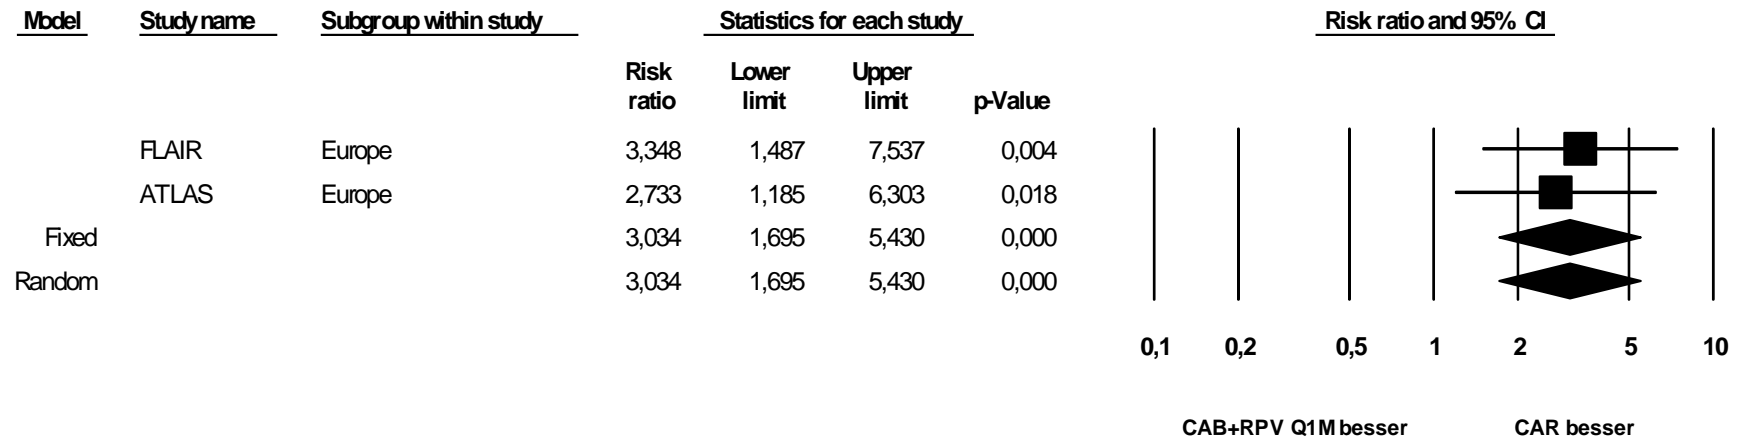 Model Study name Subgroup within study Statistics for each study Risk ratio and 95% CI
Risk ratio Lower limit Upper limit p-Value
FLAIR Europe 3,348 1,487 7,537 0,004
ATLAS Europe 2,733 1,185 6,303 0,018
Fixed 3,034 1,695 5,430 0,000
Random 3,034 1,695 5,430 0,000
0,1 0,2 0,5 1 2 5 10
CAB+RPV Q1M besser CAR besser